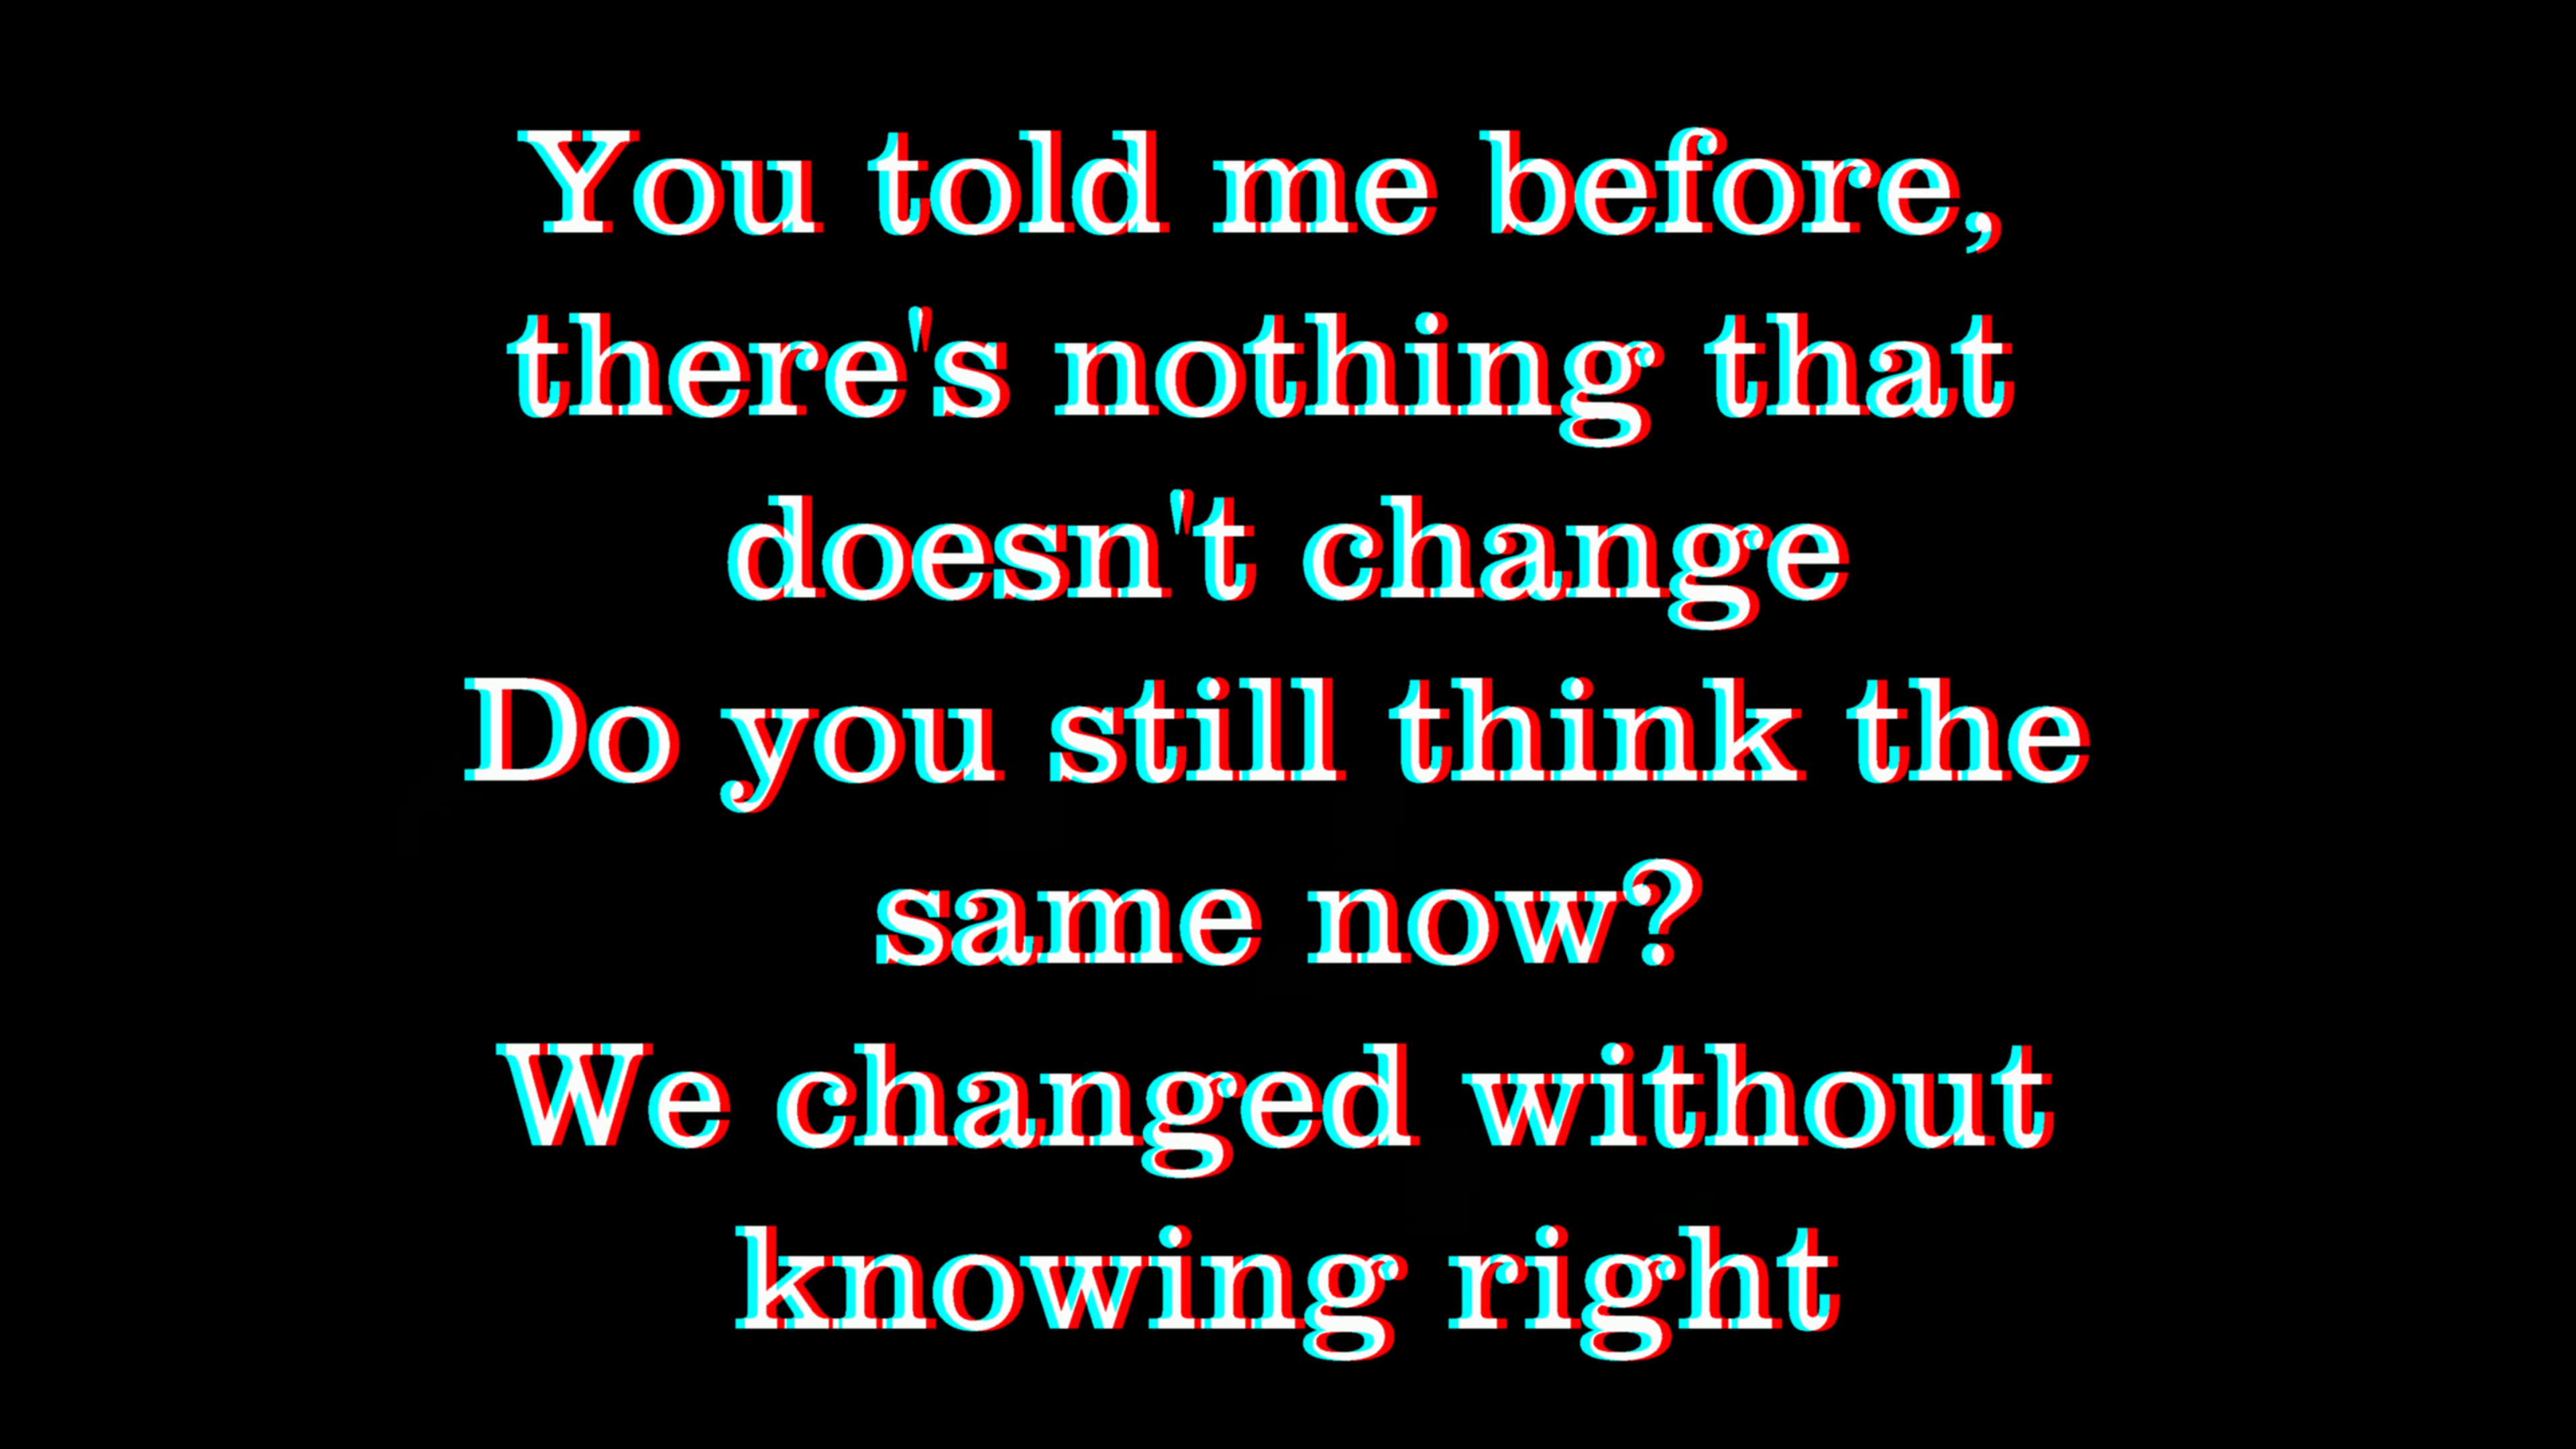 You told me before,
there's nothing that
doesn't change
Do you still think the
same now?
We changed without
knowing right